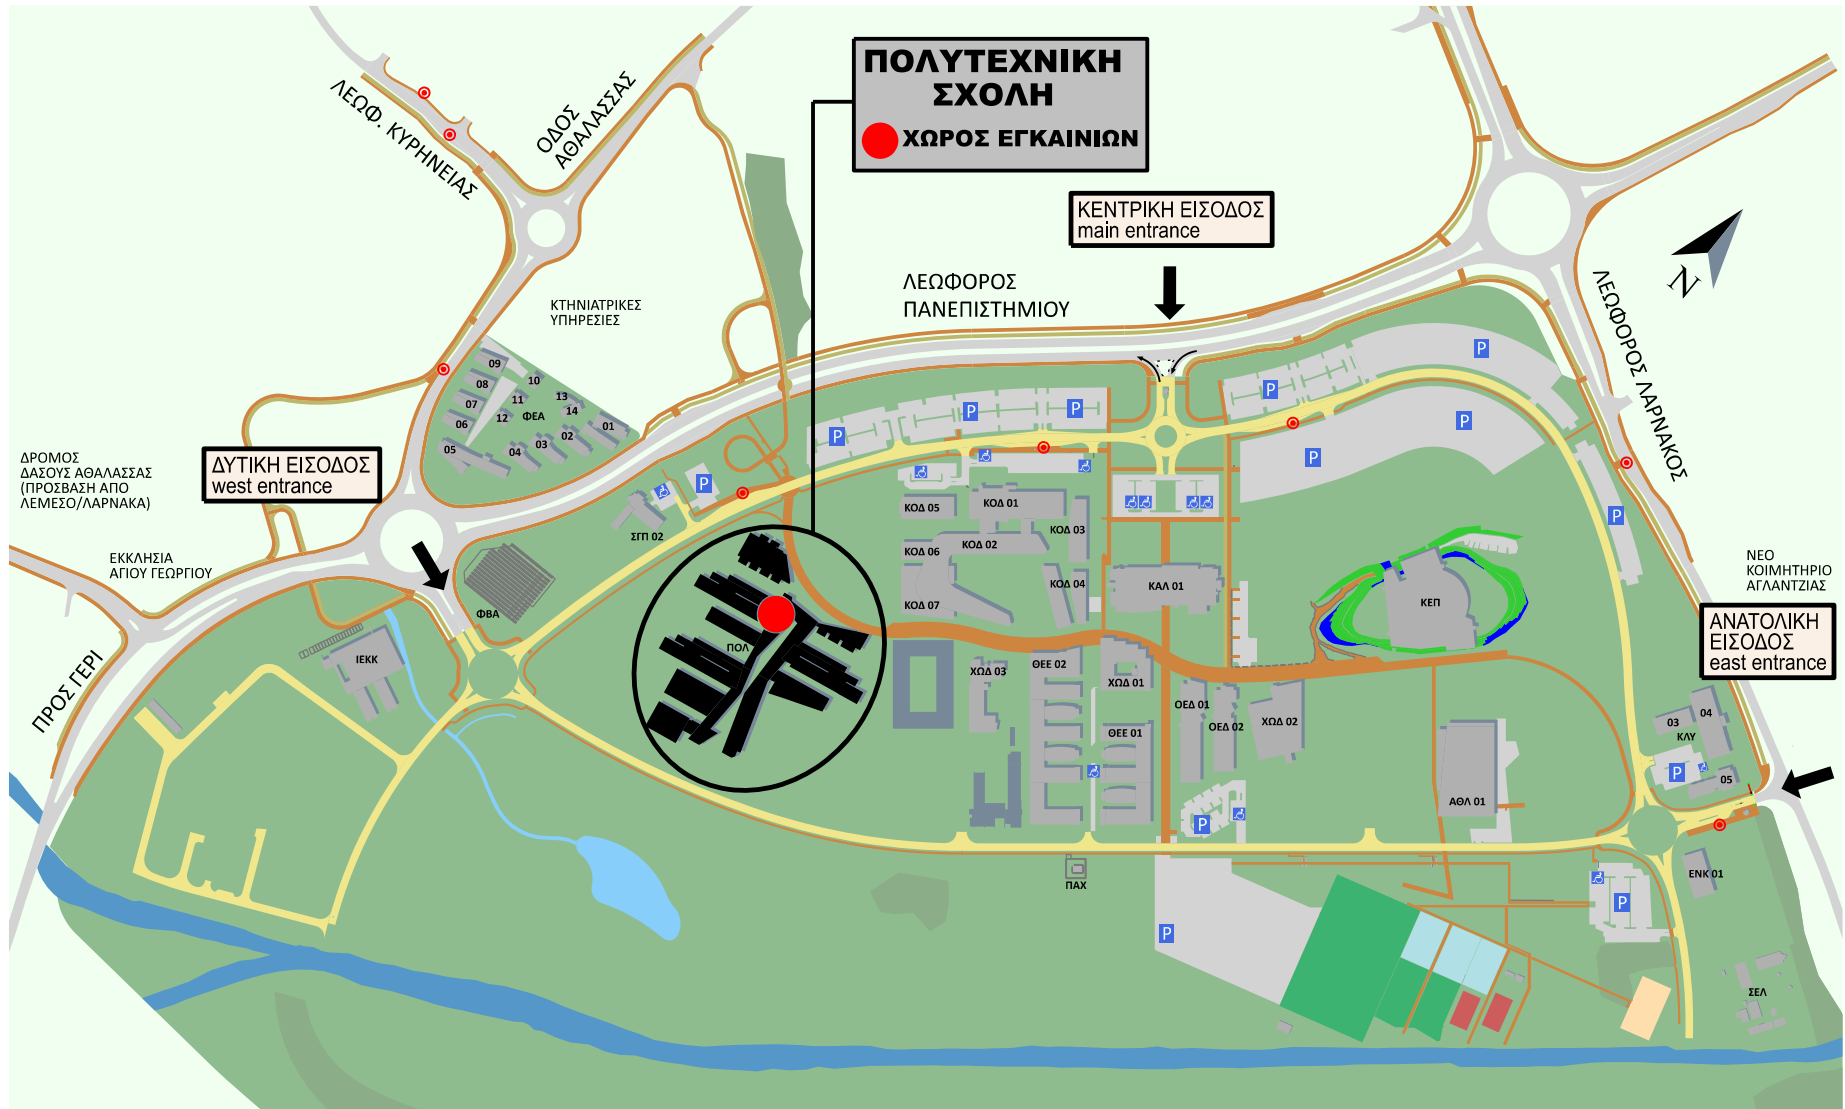 ΠΟΛΥΤΕΧΝΙΚΗ
ΣΧΟΛΗ
ΧΩΡΟΣ ΕΓΚΑΙΝΙΩΝ
ΛΕΩΦ. ΚΥΡΗΝΕΙΑΣ
ΟΔΟΣ
ΑΘΑΛΑΣΣΑΣ
ΚΕΝΤΡΙΚΗ ΕΙΣΟΔΟΣ
main entrance
N
ΛΕΩΦΟΡΟΣ
ΠΑΝΕΠΙΣΤΗΜΙΟΥ
ΛΕΩΦΟΡΟΣ ΛΑΡΝΑΚΟΣ
ΚΤΗΝΙΑΤΡΙΚΕΣ
ΥΠΗΡΕΣΙΕΣ
09
10
08
11
13
07
ΦΕΑ
14
12
06
01
02
03
04
05
P
P
P
P
P
P
P
P
P
P
ΔΥΤΙΚΗ ΕΙΣΟΔΟΣ
west entrance
ΔΡΟΜΟΣ
ΔΑΣΟΥΣ ΑΘΑΛΑΣΣΑΣ
(ΠΡΟΣΒΑΣΗ ΑΠΟ
ΛΕΜΕΣΟ/ΛΑΡΝΑΚΑ)
ΕΚΚΛΗΣΙΑ
ΑΓΙΟΥ ΓΕΩΡΓΙΟΥ
ΠΡΟΣ ΓΕΡΙ
ΣΓΠ 02
ΦΒΑ
ΙΕΚΚ
ΠΟΛ
ΚΟΔ 05
ΚΟΔ 01
ΚΟΔ 03
ΚΟΔ 06
ΚΟΔ 02
ΚΟΔ 04
ΚΟΔ 07
ΚΑΛ 01
ΚΕΠ
ΝΕΟ
ΚΟΙΜΗΤΗΡΙΟ
ΑΓΛΑΝΤΖΙΑΣ
ΑΝΑΤΟΛΙΚΗ
ΕΙΣΟΔΟΣ
east entrance
ΧΩΔ 03
ΘΕΕ 02
ΧΩΔ 01
ΟΕΔ 01
ΟΕΔ 02
ΧΩΔ 02
ΘΕΕ 01
03
04
ΚΛΥ
05
P
ΑΘΛ 01
P
ΠΑΧ
ΕΝΚ 01
P
P
ΣΕΛ